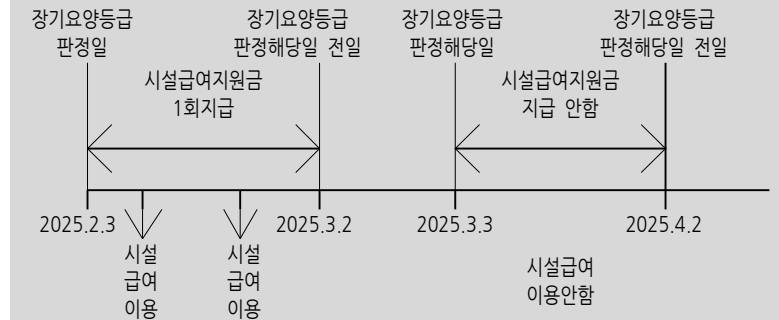 장기요양등급
판정일
장기요양등급
판정해당일 전일
장기요양등급
판정해당일
장기요양등급
판정해당일 전일
시설급여지원금
1회지급
시설급여지원금
지급 안함
2025.2.3
2025.3.2
2025.3.3
2025.4.2
시설
급여
이용
시설
급여
이용
시설급여
이용안함